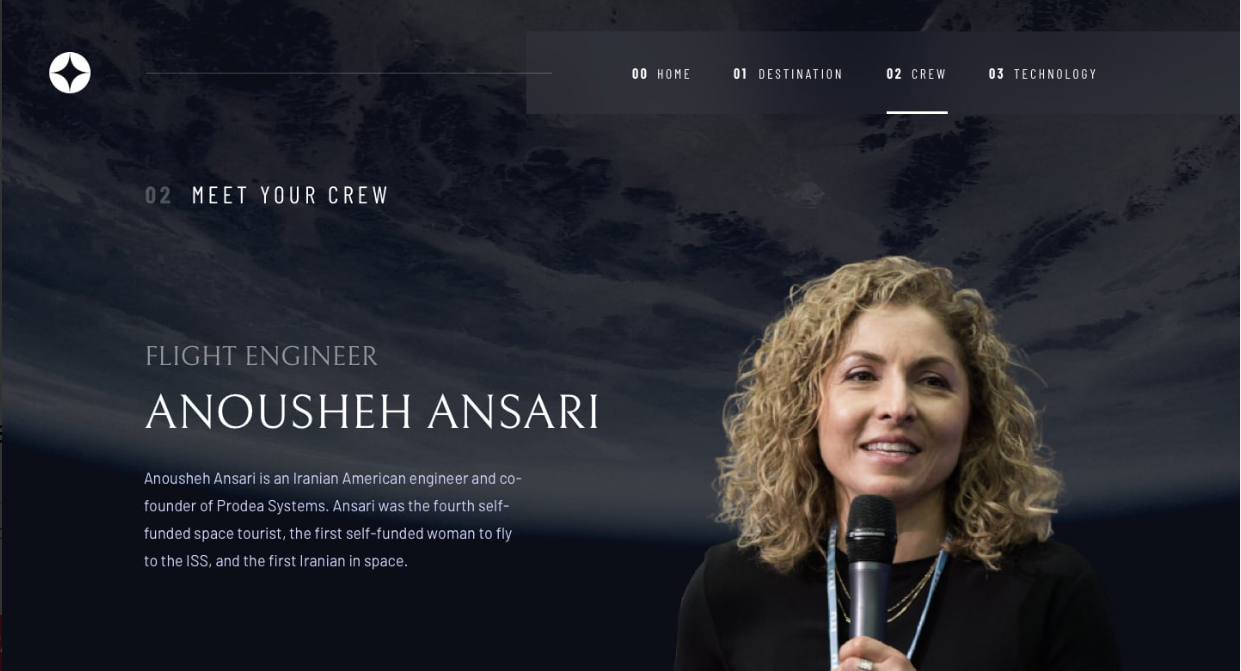 00 HOME 01 DESTINATION 02 CREW 03 TECHNOLOGY
02 MEET YOUR CREW
FLIGHT ENGINEER
ANOUSHEH ANSARI
Anousheh Ansari is an Iranian American engineer and co-
founder of Prodea Systems. Ansari was the fourth self-
funded space tourist, the first self-funded woman to fly
to the ISS, and the first Iranian in space.